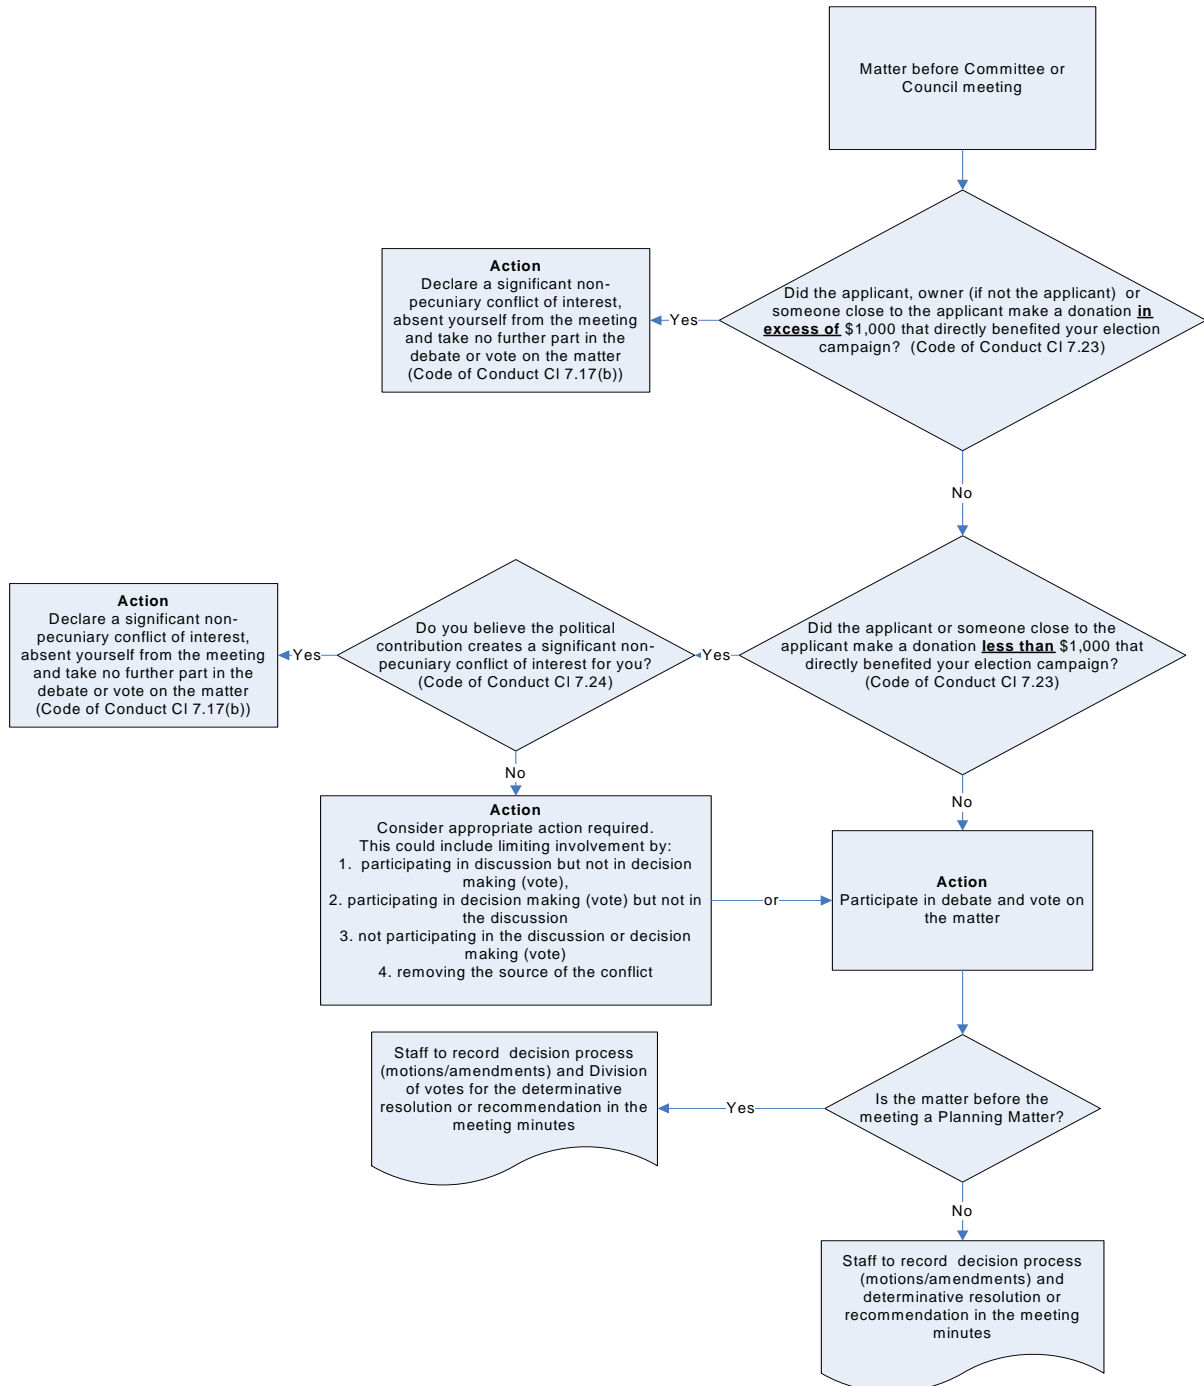 Matter before Committee or
Council meeting
Did the applicant, owner (if not the applicant)  or
someone close to the applicant make a donation in
excess of $1,000 that directly benefited your election
campaign?  (Code of Conduct Cl 7.23)
Yes
Action
Declare a significant non-
pecuniary conflict of interest,
absent yourself from the meeting
and take no further part in the
debate or vote on the matter
(Code of Conduct Cl 7.17(b))
No
Did the applicant or someone close to the
applicant make a donation less than $1,000 that
directly benefited your election campaign?
(Code of Conduct Cl 7.23)
Yes
Do you believe the political
contribution creates a significant non-
pecuniary conflict of interest for you?
(Code of Conduct Cl 7.24)
Yes
Action
Declare a significant non-
pecuniary conflict of interest,
absent yourself from the meeting
and take no further part in the
debate or vote on the matter
(Code of Conduct Cl 7.17(b))
No
Action
Consider appropriate action required.
This could include limiting involvement by:
1.  participating in discussion but not in decision
making (vote),
2. participating in decision making (vote) but not in
the discussion
3. not participating in the discussion or decision
making (vote)
4. removing the source of the conflict
or
No
Action
Participate in debate and vote on
the matter
Is the matter before the
meeting a Planning Matter?
Yes
Staff to record  decision process
(motions/amendments) and Division
of votes for the determinative
resolution or recommendation in the
meeting minutes
No
Staff to record  decision process
(motions/amendments) and
determinative resolution or
recommendation in the meeting
minutes